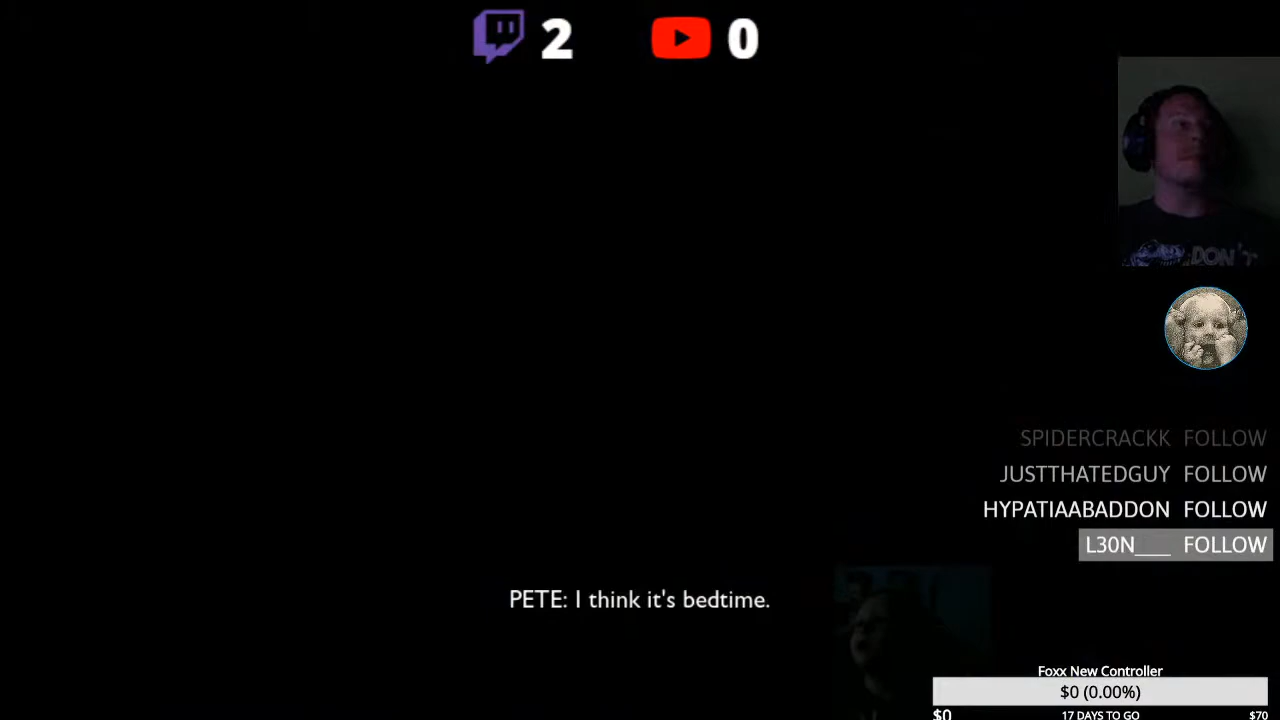 2 0
DON'T
SPIDERCRACKK FOLLOW
JUSTTHATEDGUY FOLLOW
HYPATIAABADDON FOLLOW
L30N___ FOLLOW
PETE: I think it's bedtime.
Foxx New Controller
$0 (0.00%)
$0 17 DAYS TO GO $70